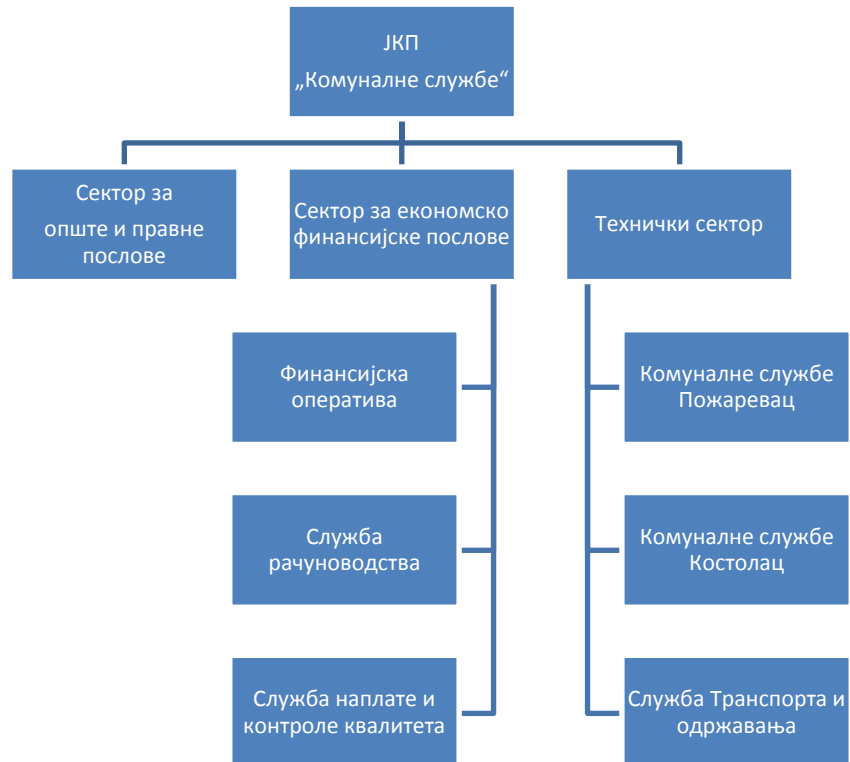 ЈКП
„Комуналне службе“
Сектор за
опште и правне
послове
Сектор за економско
финансијске послове
Технички сектор
Финансијска
оператива
Комуналне службе
Пожаревац
Служба
рачуноводства
Комуналне службе
Костолац
Служба наплате и
контроле квалитета
Служба Транспорта и
одржавања